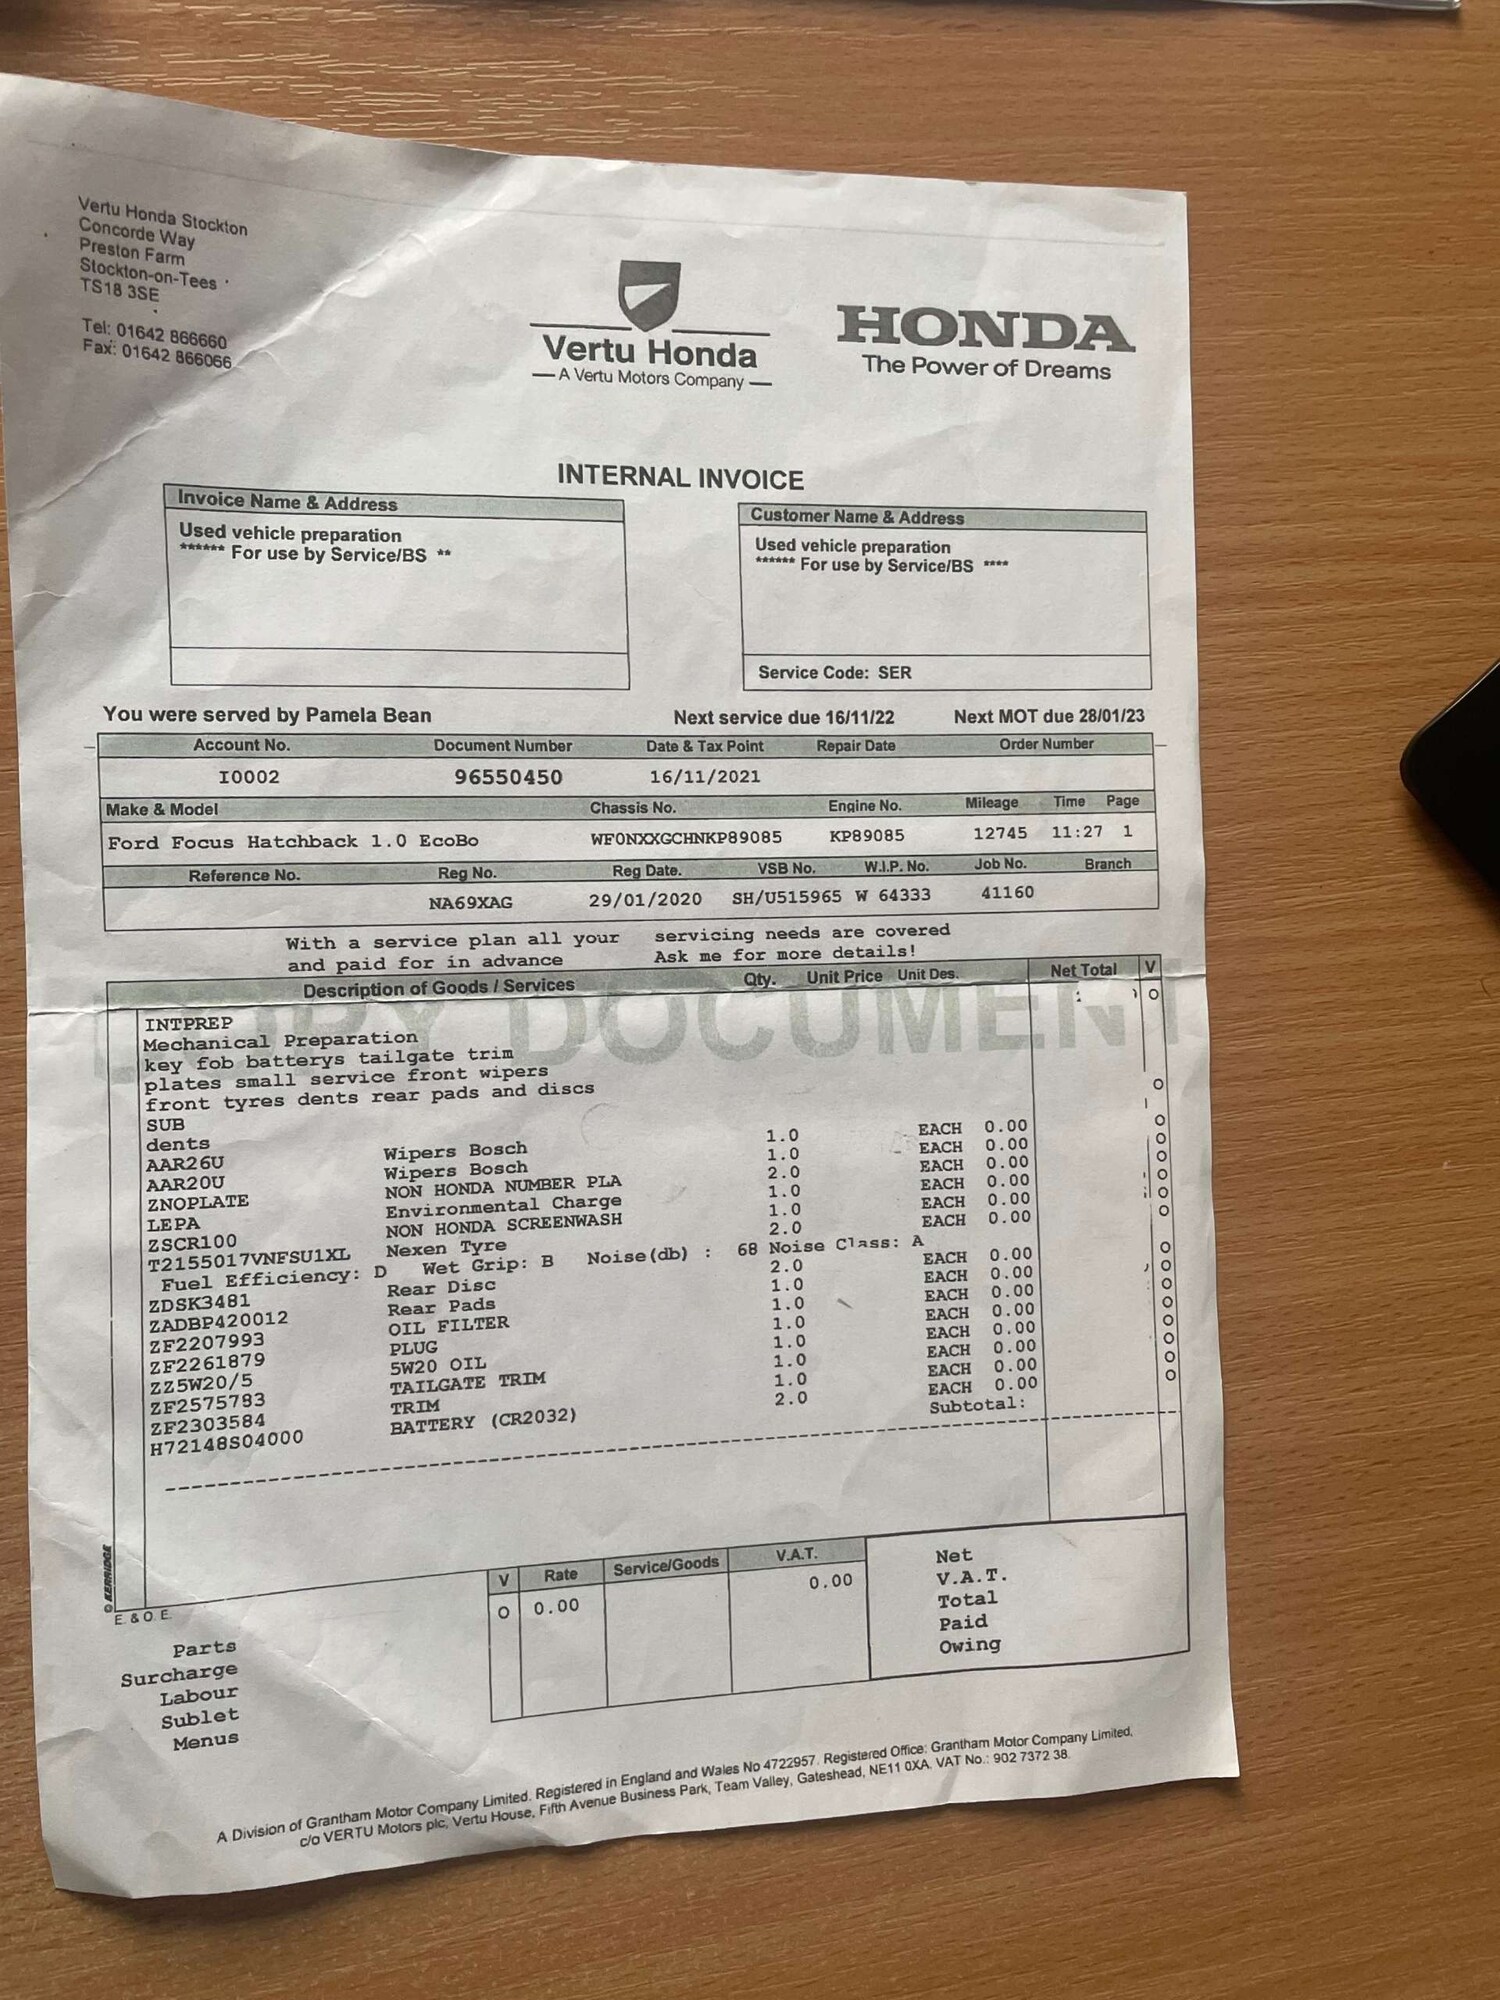 Vertu Honda Stockton
Concorde Way
Preston Farm
Stockton-on-Tees
TS18 3SE
Tel: 01642 866660
Fax: 01642 866066
Vertu Honda
A Vertu Motors Company
HONDA
The Power of Dreams
INTERNAL INVOICE
Invoice Name & Address
Used vehicle preparation
****** For use by Service/BS **
Customer Name & Address
Used vehicle preparation
****** For use by Service/BS ****
Service Code: SER
You were served by Pamela Bean Next service due 16/11/22 Next MOT due 28/01/23
Account No. Document Number Date & Tax Point Repair Date Order Number
I0002 96550450 16/11/2021
Make & Model Chassis No. Engine No. Mileage Time Page
Ford Focus Hatchback 1.0 EcoBo WF0NXXGCHNKP89085 KP89085 12745 11:27 1
Reference No. Reg No. Reg Date. VSB No. W.I.P. No. Job No. Branch
NA69XAG 29/01/2020 SH/U515965 W 64333 41160
With a service plan all your servicing needs are covered
and paid for in advance Ask me for more details!
Description of Goods / Services Qty. Unit Price Unit Des. Net Total V
COPY DOCUMENT
INTPREP O
Mechanical Preparation
key fob batterys tailgate trim
plates small service front wipers
front tyres dents rear pads and discs
SUB O
dents
AAR26U Wipers Bosch 1.0 EACH 0.00 O
AAR20U Wipers Bosch 1.0 EACH 0.00 O
ZNOPLATE NON HONDA NUMBER PLA 2.0 EACH 0.00 O
LEPA Environmental Charge 1.0 EACH 0.00 O
ZSCR100 NON HONDA SCREENWASH 1.0 EACH 0.00 O
T2155017VNFSU1XL Nexen Tyre 2.0 EACH 0.00 O
Fuel Efficiency: D Wet Grip: B Noise(db) : 68 Noise Class: A
ZDSK3481 Rear Disc 2.0 EACH 0.00 O
ZADBP420012 Rear Pads 1.0 EACH 0.00 O
ZF2207993 OIL FILTER 1.0 EACH 0.00 O
ZF2261879 PLUG 1.0 EACH 0.00 O
ZZ5W20/5 5W20 OIL 1.0 EACH 0.00 O
ZF2575783 TAILGATE TRIM 1.0 EACH 0.00 O
ZF2303584 TRIM 1.0 EACH 0.00 O
H72148S04000 BATTERY (CR2032) 2.0 EACH 0.00 O
Subtotal:
© KERRIDGE
E. & O. E.
V Rate Service/Goods V.A.T.
O 0.00 0.00
Net
V.A.T.
Total
Paid
Owing
Parts
Surcharge
Labour
Sublet
Menus
A Division of Grantham Motor Company Limited. Registered in England and Wales No 4722957. Registered Office: Grantham Motor Company Limited,
c/o VERTU Motors plc, Vertu House, Fifth Avenue Business Park, Team Valley, Gateshead, NE11 0XA. VAT No.: 902 7372 38.